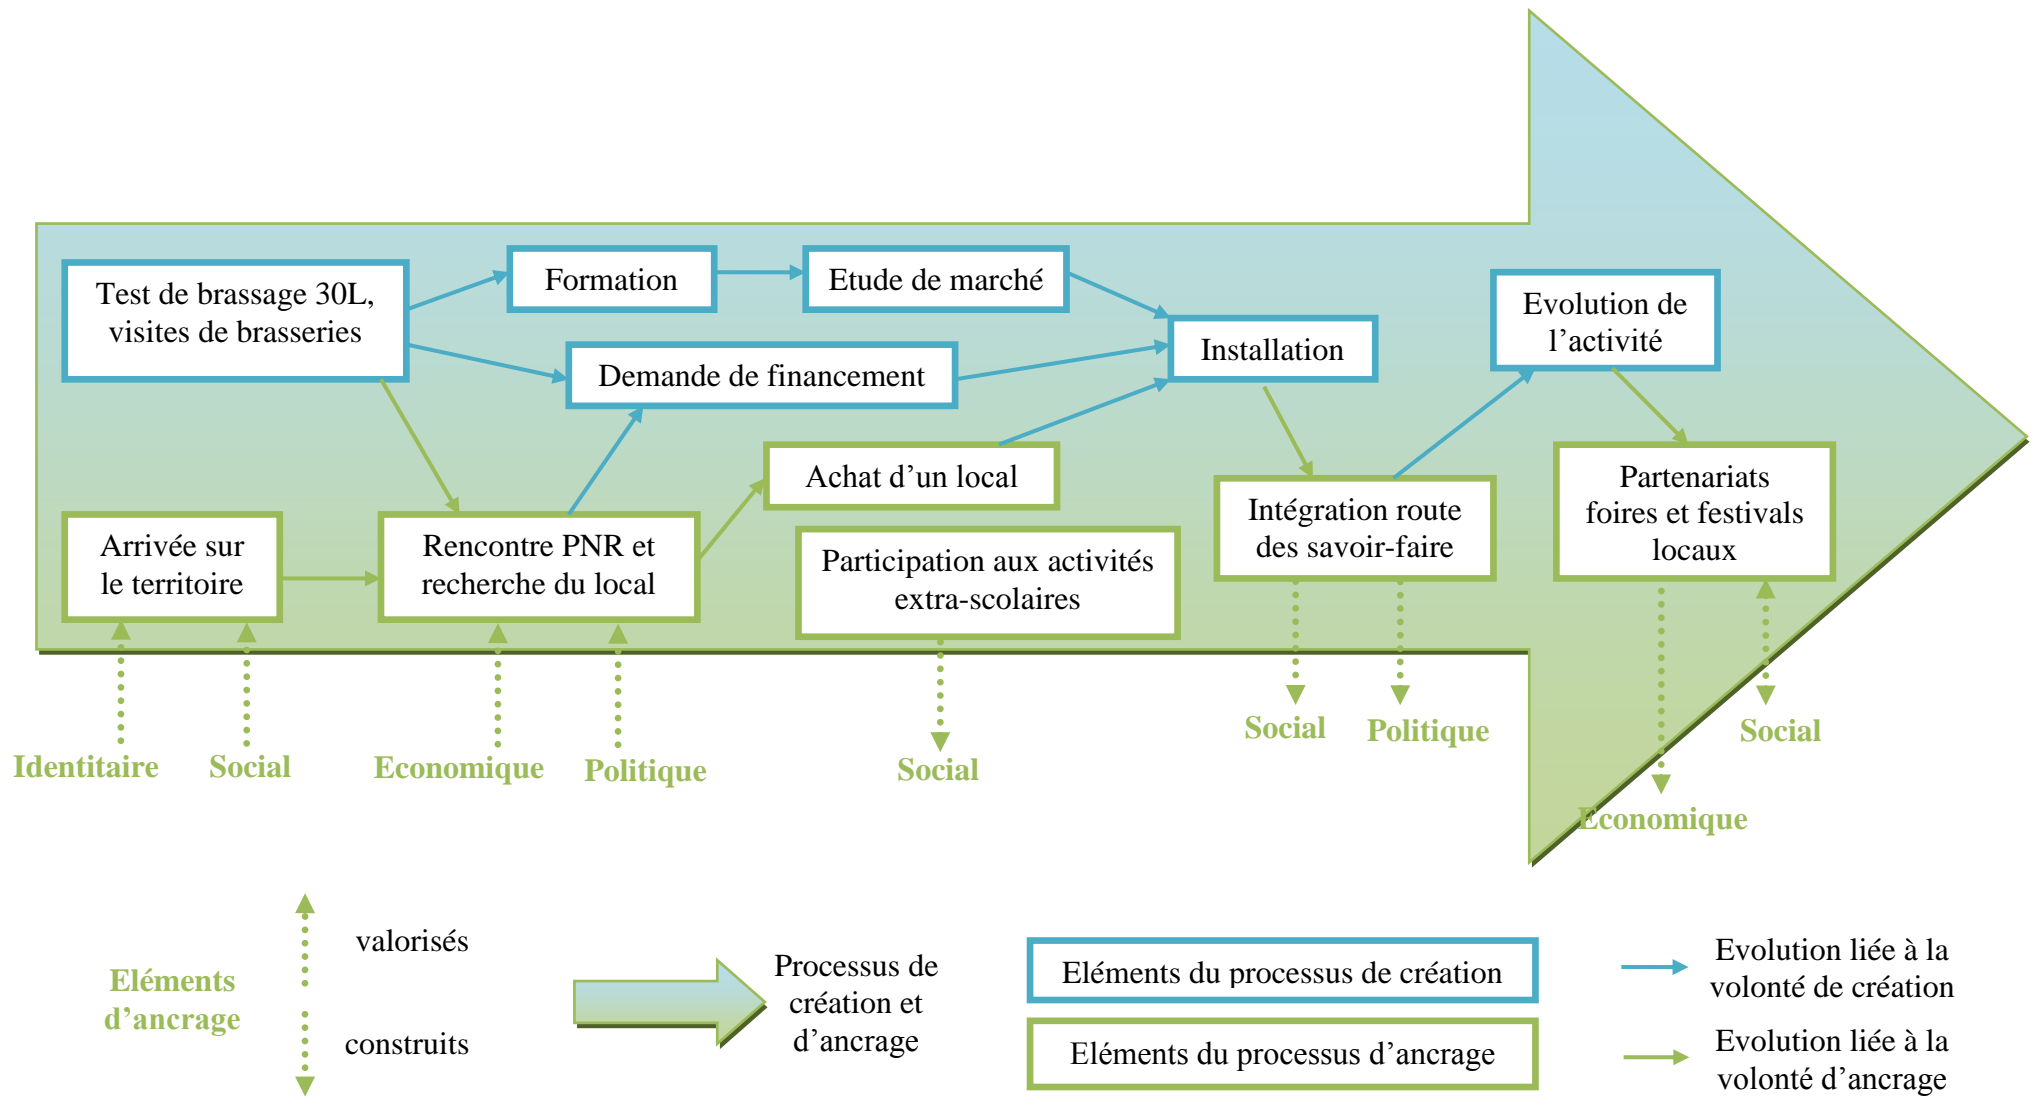 Test de brassage 30L,
visites de brasseries
Formation
Etude de marché
Demande de financement
Installation
Evolution de
l’activité
Arrivée sur
le territoire
Rencontre PNR et
recherche du local
Achat d’un local
Participation aux activités
extra-scolaires
Intégration route
des savoir-faire
Partenariats
foires et festivals
locaux
Identitaire
Social
Economique
Politique
Social
Social
Politique
Social
Economique
Eléments
d’ancrage
valorisés
construits
Processus de
création et
d’ancrage
Eléments du processus de création
Eléments du processus d’ancrage
Evolution liée à la
volonté de création
Evolution liée à la
volonté d’ancrage